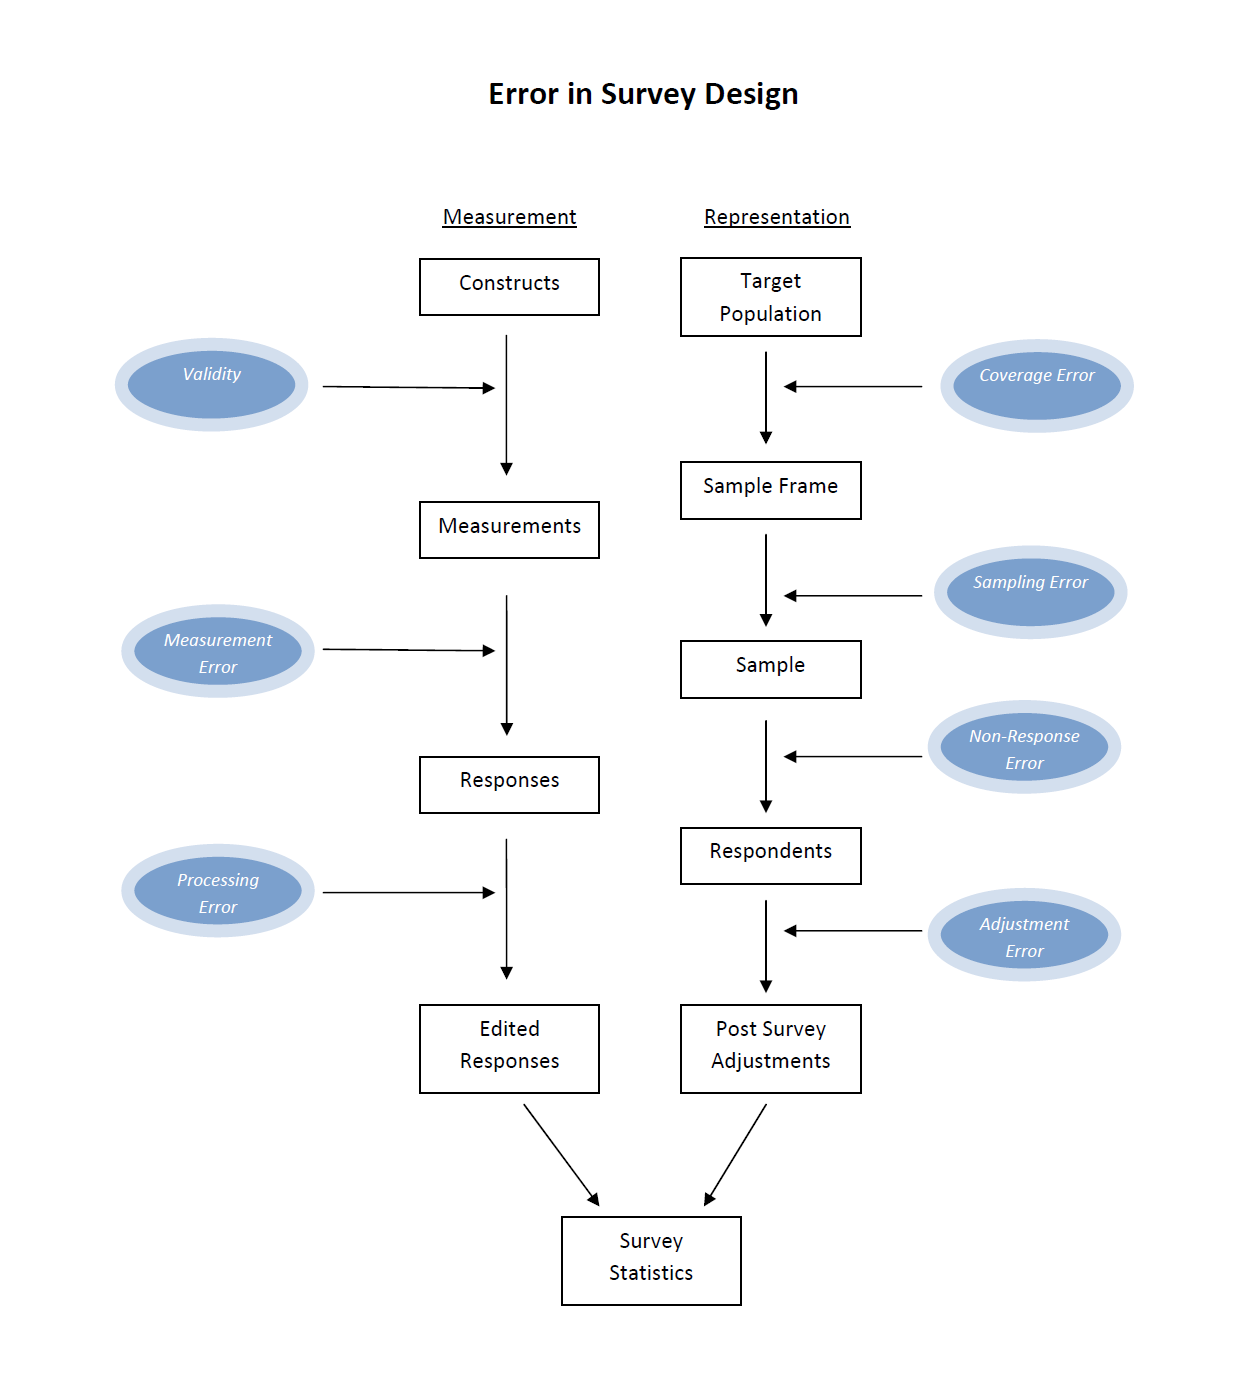 Error in Survey Design
Measurement
Representation
Constructs
Target
Population
Validity
Coverage Error
Sample Frame
Measurements
Sampling Error
Measurement
Error
Sample
Non-Response
Error
Responses
Respondents
Processing
Error
Adjustment
Error
Edited
Responses
Post Survey
Adjustments
Survey
Statistics